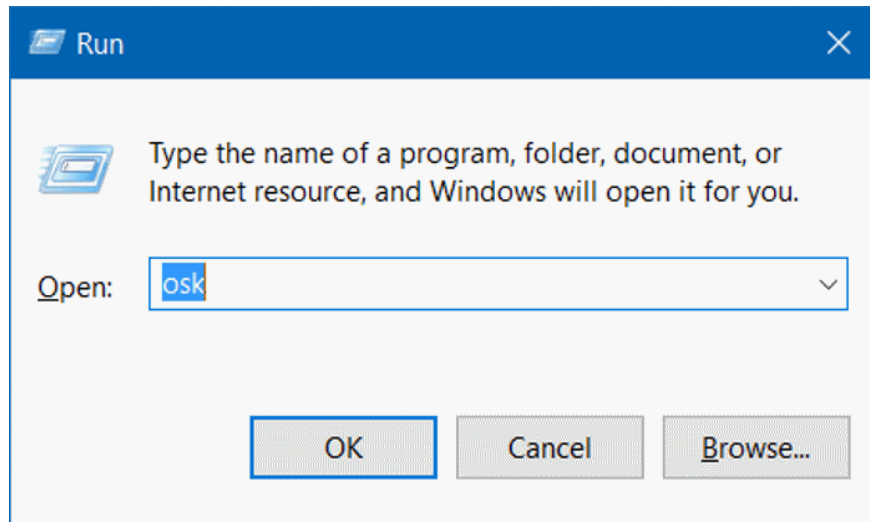 Run
Type the name of a program, folder, document, or
Internet resource, and Windows will open it for you.
Open: osk
OK Cancel Browse...